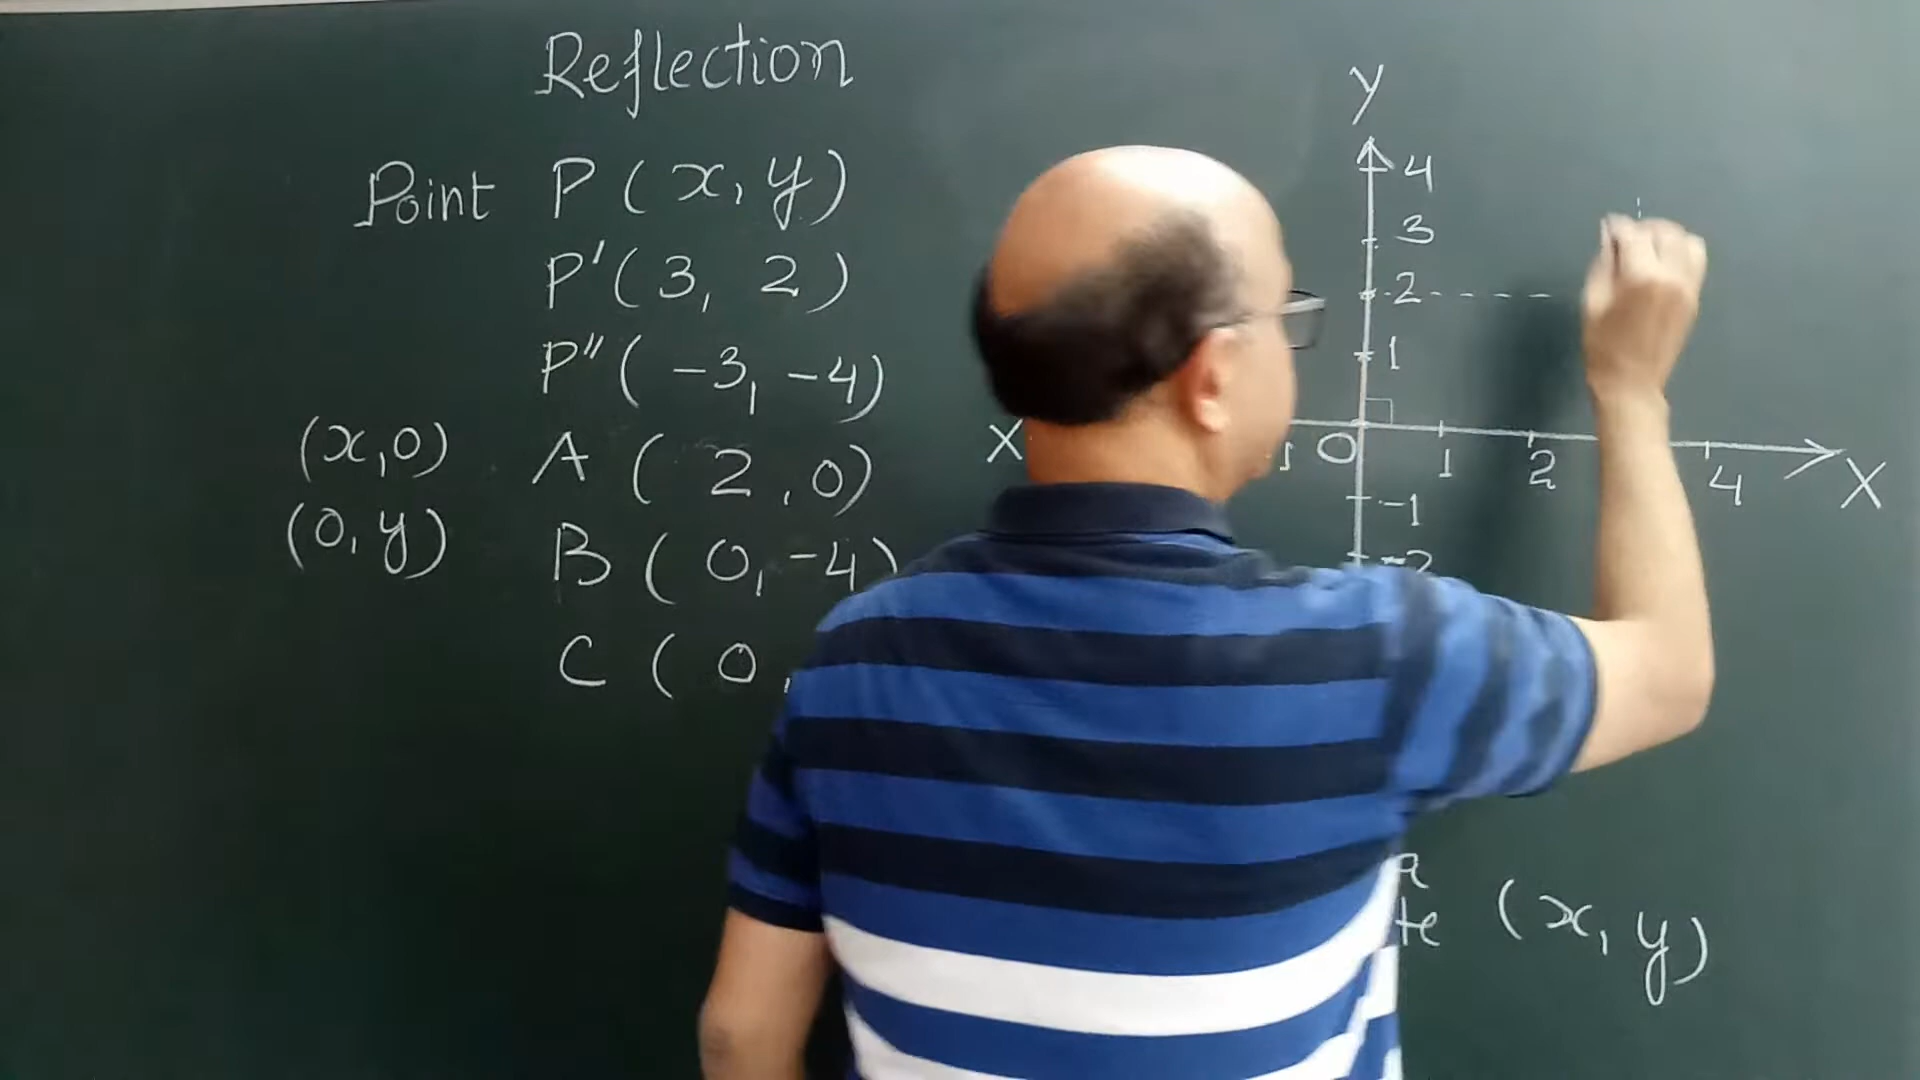 Reflection
Point P (x, y)
P' (3, 2)
P'' (-3, -4)
(x, 0) A (2, 0)
(0, y) B (0, -4)
C (0,
Y
4
3
2
1
X O 1 2 4 X
-1
-2
(x, y)